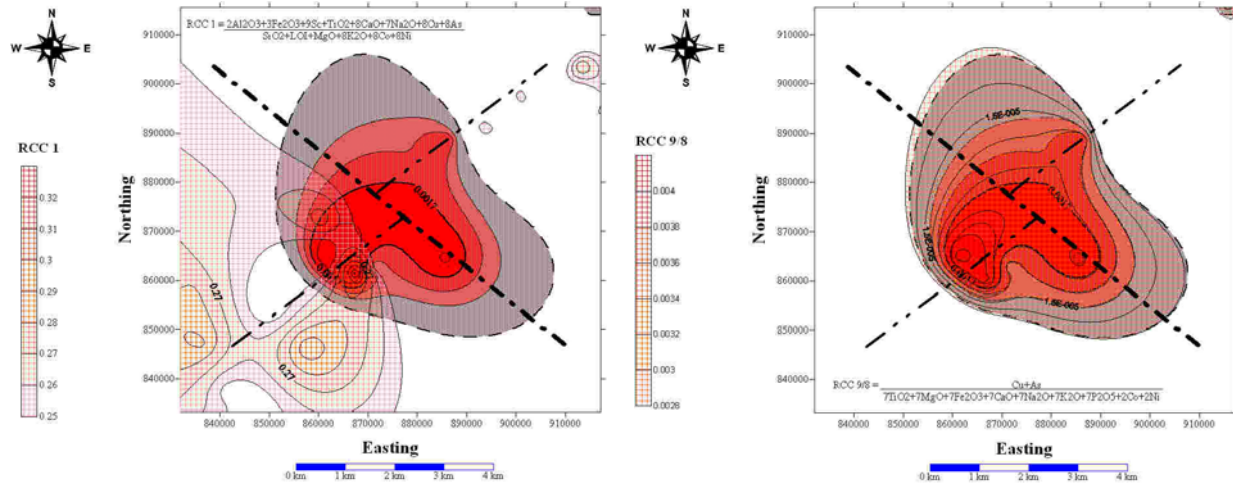 N
W E
S
RCC 1 = 2Al2O3+3Fe2O3+9Sc+TiO2+8CaO+7Na2O+8Cu+8As
SiO2+LOI+MgO+8K2O+8Co+8Ni
RCC 1
0.32
0.31
0.3
0.29
0.28
0.27
0.26
0.25
Northing
910000
900000
890000
880000
870000
860000
850000
840000
0.0017
0.27
0.27
840000 850000 860000 870000 880000 890000 900000 910000
Easting
0 km 1 km 2 km 3 km 4 km
N
W E
S
RCC 9/8
0.004
0.0038
0.0036
0.0034
0.0032
0.003
0.0028
Northing
910000
900000
890000
880000
870000
860000
850000
840000
1.5E-005
1.5E-005
1.5E-005
RCC 9/8 = Cu+As
7TiO2+7MgO+7Fe2O3+7CaO+7Na2O+7K2O+7P2O5+2Co+2Ni
840000 850000 860000 870000 880000 890000 900000 910000
Easting
0 km 1 km 2 km 3 km 4 km